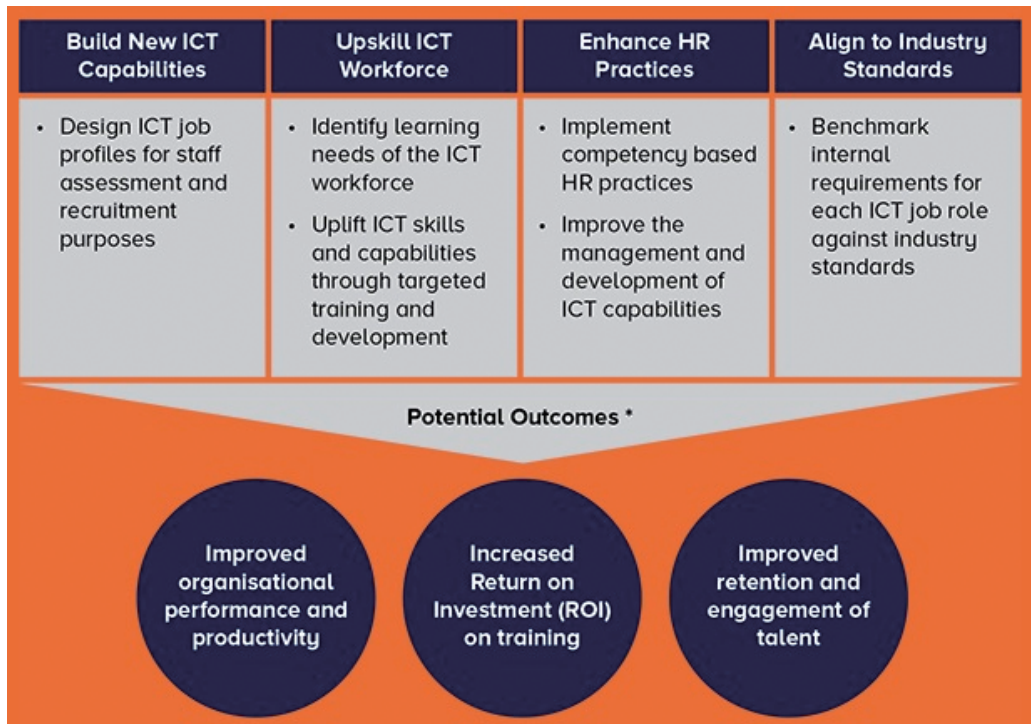 Build New ICT
Capabilities
Upskill ICT
Workforce
Enhance HR
Practices
Align to Industry
Standards
• Design ICT job
profiles for staff
assessment and
recruitment
purposes
• Identify learning
needs of the ICT
workforce
• Uplift ICT skills
and capabilities
through targeted
training and
development
• Implement
competency based
HR practices
• Improve the
management and
development of
ICT capabilities
• Benchmark
internal
requirements for
each ICT job role
against industry
standards
Potential Outcomes *
Improved
organisational
performance and
productivity
Increased
Return on
Investment (ROI)
on training
Improved
retention and
engagement of
talent